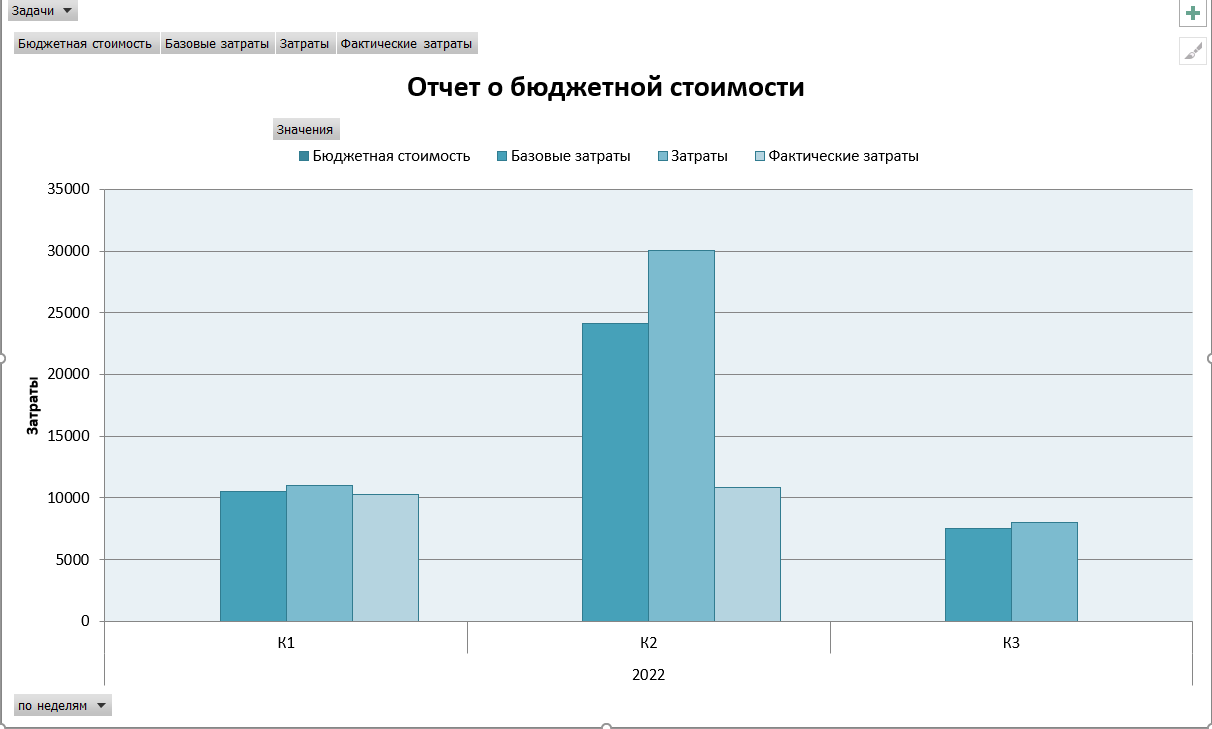 Задачи
Бюджетная стоимость Базовые затраты Затраты Фактические затраты
Отчет о бюджетной стоимости
Значения
Бюджетная стоимость Базовые затраты Затраты Фактические затраты
35000
30000
25000
20000
15000
10000
5000
0
Затраты
К1 К2 К3
2022
по неделям